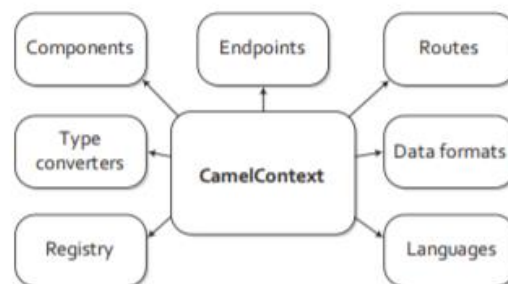 Components
Endpoints
Routes
Type
converters
CamelContext
Data formats
Registry
Languages